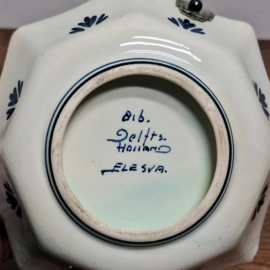 816.
Delfts.
Holland
ELESVA.